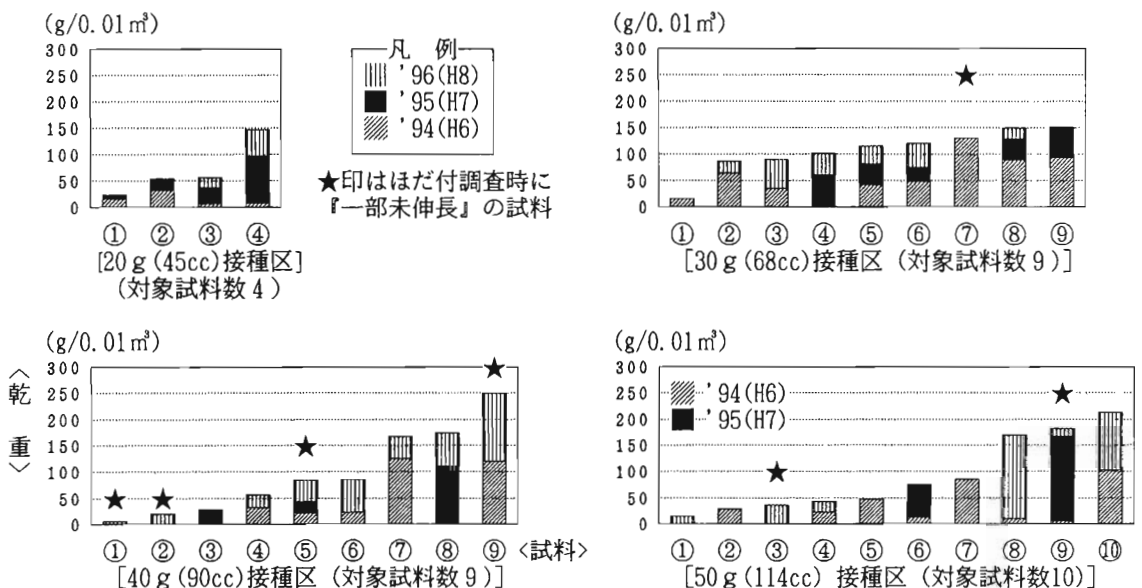 (g/0.01㎥)
300
250
200
150
100
50
0
① ② ③ ④
[20g(45cc)接種区]
(対象試料数4)
凡 例
'96(H8)
'95(H7)
'94(H6)
★印はほだ付調査時に
『一部未伸長』の試料
(g/0.01㎥)
300
250
200
150
100
50
0
★
① ② ③ ④ ⑤ ⑥ ⑦ ⑧ ⑨
[30g(68cc)接種区(対象試料数9)]
(g/0.01㎥)
〈乾 重〉
300
250
200
150
100
50
0
★ ★ ★ ★
① ② ③ ④ ⑤ ⑥ ⑦ ⑧ ⑨ <試料>
[40g(90cc)接種区(対象試料数9)]
(g/0.01㎥)
300
250
200
150
100
50
0
'94(H6)
'95(H7)
★ ★
① ② ③ ④ ⑤ ⑥ ⑦ ⑧ ⑨ ⑩
[50g(114cc) 接種区(対象試料数10)]